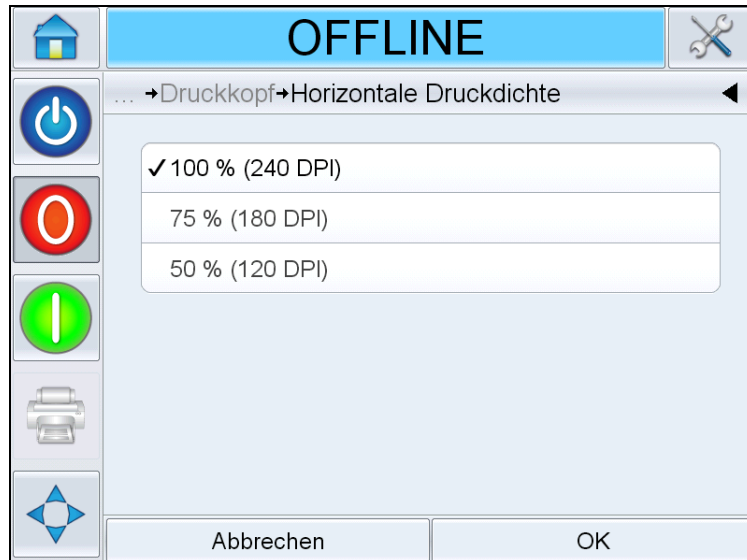 OFFLINE
... →Druckkopf→Horizontale Druckdichte
✓ 100 % (240 DPI)
75 % (180 DPI)
50 % (120 DPI)
Abbrechen
OK